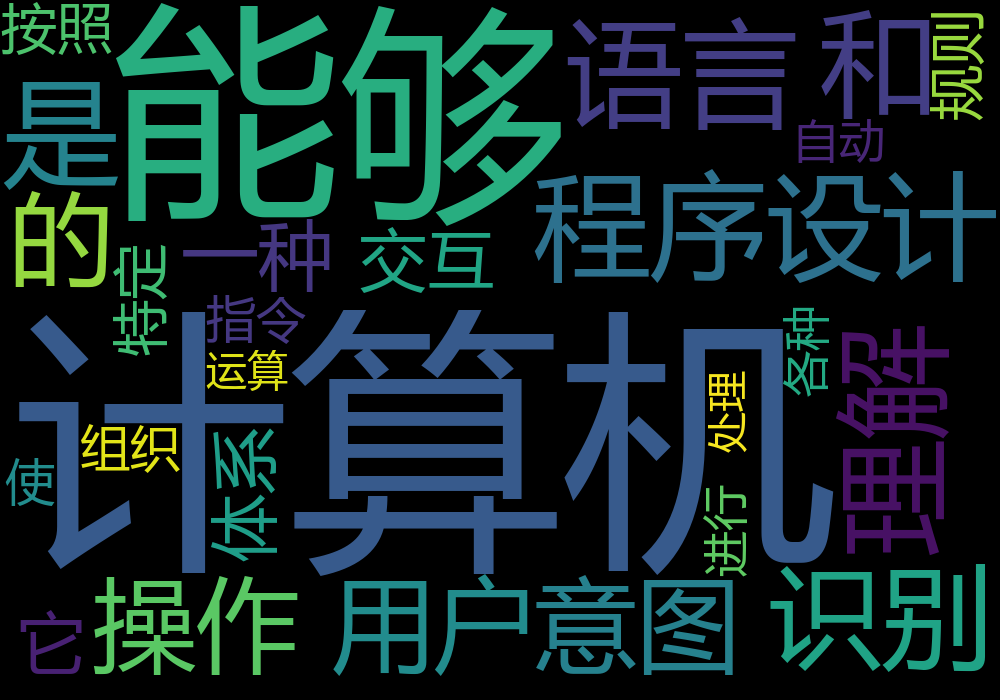 按照
能够
语言
和
规则
是
自动
的
程序设计
一种
交互
特定
指令
计算机
运算
各种
理解
处理
组织
使
体系
进行
它
操作
用户
意图
识别